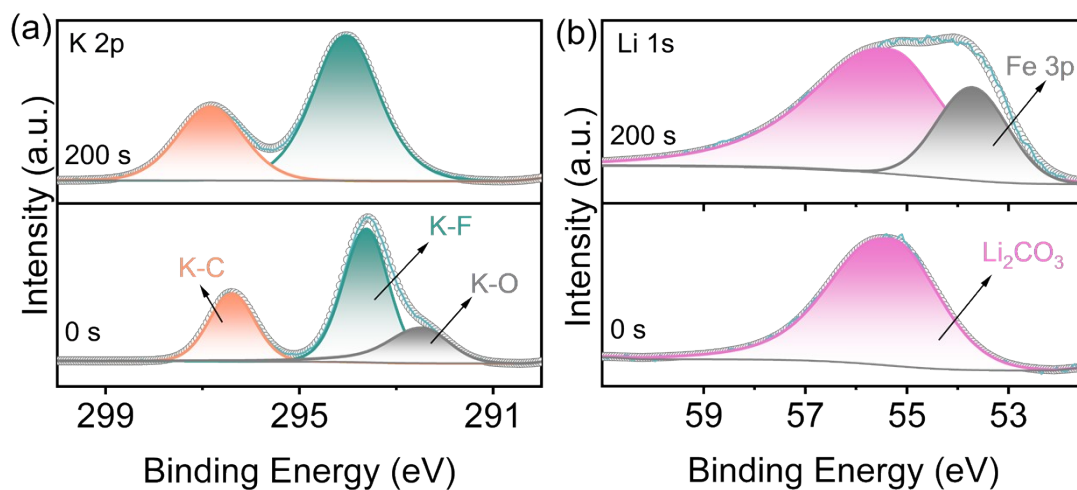 (a)
K 2p
200 s
K-C
K-F
K-O
0 s
299
295
291
Intensity (a.u.)
Binding Energy (eV)
(b)
Li 1s
Fe 3p
200 s
Li₂CO₃
0 s
59
57
55
53
Intensity (a.u.)
Binding Energy (eV)